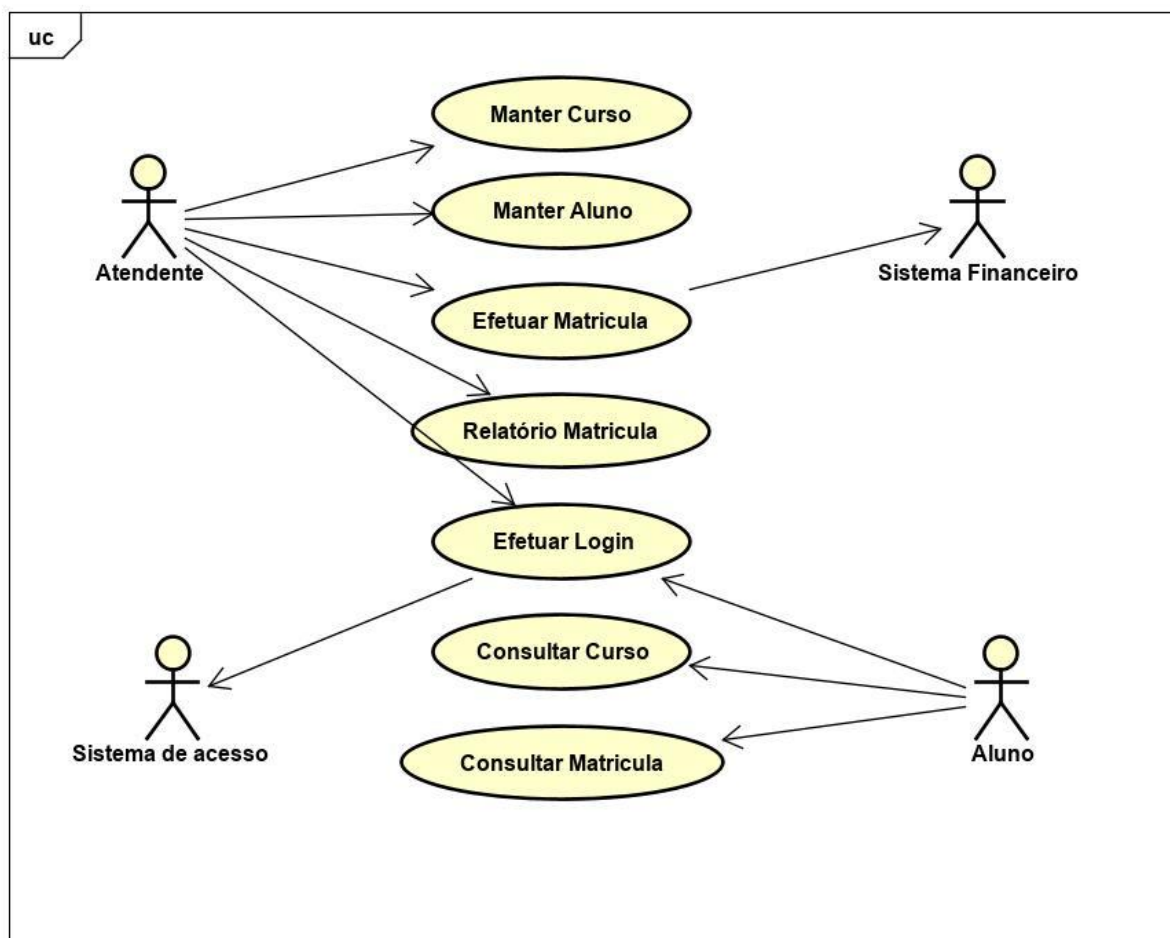 uc
Manter Curso
Manter Aluno
Atendente
Sistema Financeiro
Efetuar Matricula
Relatório Matricula
Efetuar Login
Consultar Curso
Sistema de acesso
Aluno
Consultar Matricula